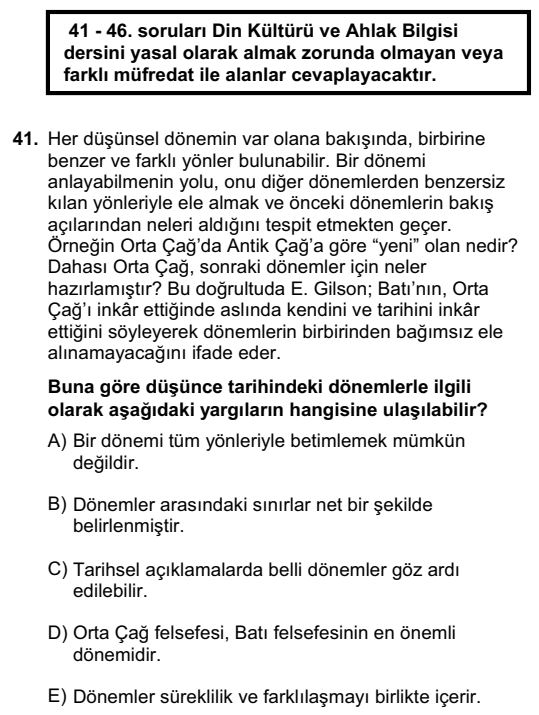 41 - 46. soruları Din Kültürü ve Ahlak Bilgisi
dersini yasal olarak almak zorunda olmayan veya
farklı müfredat ile alanlar cevaplayacaktır.
41. Her düşünsel dönemin var olana bakışında, birbirine
benzer ve farklı yönler bulunabilir. Bir dönemi
anlayabilmenin yolu, onu diğer dönemlerden benzersiz
kılan yönleriyle ele almak ve önceki dönemlerin bakış
açılarından neleri aldığını tespit etmekten geçer.
Örneğin Orta Çağ’da Antik Çağ’a göre “yeni” olan nedir?
Dahası Orta Çağ, sonraki dönemler için neler
hazırlamıştır? Bu doğrultuda E. Gilson; Batı’nın, Orta
Çağ’ı inkâr ettiğinde aslında kendini ve tarihini inkâr
ettiğini söyleyerek dönemlerin birbirinden bağımsız ele
alınamayacağını ifade eder.
Buna göre düşünce tarihindeki dönemlerle ilgili
olarak aşağıdaki yargıların hangisine ulaşılabilir?
A) Bir dönemi tüm yönleriyle betimlemek mümkün
değildir.
B) Dönemler arasındaki sınırlar net bir şekilde
belirlenmiştir.
C) Tarihsel açıklamalarda belli dönemler göz ardı
edilebilir.
D) Orta Çağ felsefesi, Batı felsefesinin en önemli
dönemidir.
E) Dönemler süreklilik ve farklılaşmayı birlikte içerir.